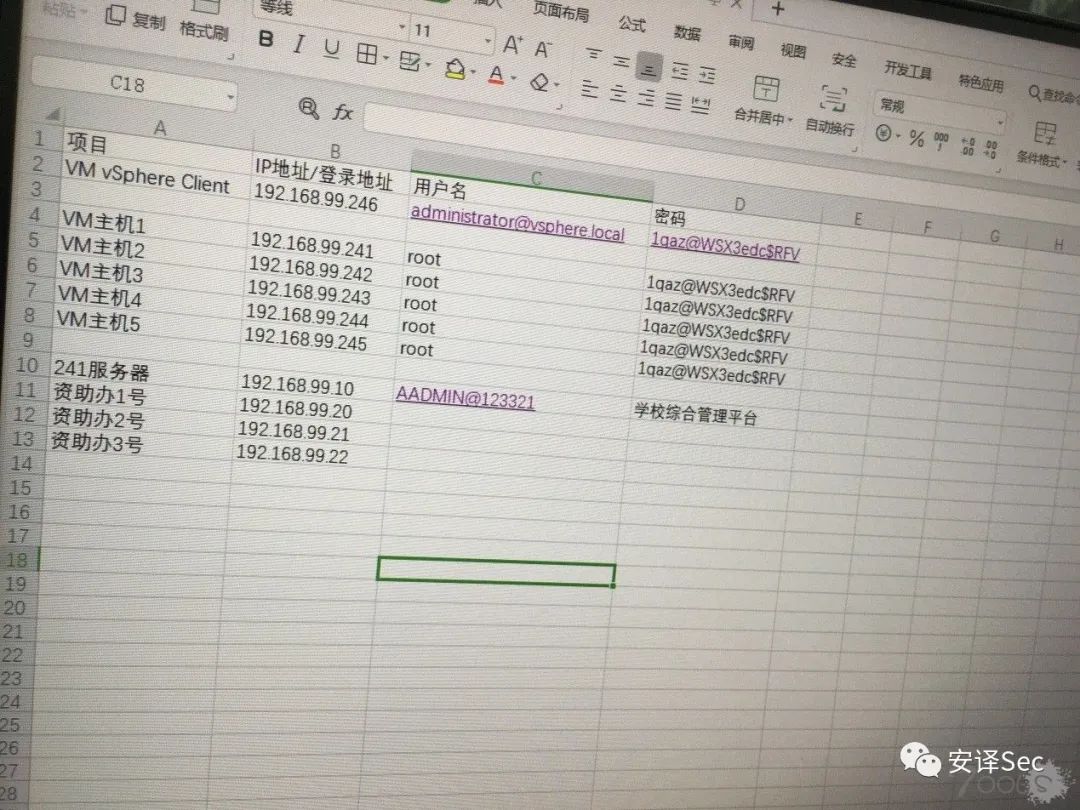 粘贴 复制 格式刷
等线 11 A+ A-
B I U A
插入 页面布局 公式 数据 审阅 视图 安全 开发工具 特色应用 查找命令
合并居中 自动换行 常规 % 000 条件格式
C18 fx
A B C D E F G H
1 项目 IP地址/登录地址 用户名 密码
2 VM vSphere Client 192.168.99.246 administrator@vsphere.local 1qaz@WSX3edc$RFV
3
4 VM主机1 192.168.99.241 root 1qaz@WSX3edc$RFV
5 VM主机2 192.168.99.242 root 1qaz@WSX3edc$RFV
6 VM主机3 192.168.99.243 root 1qaz@WSX3edc$RFV
7 VM主机4 192.168.99.244 root 1qaz@WSX3edc$RFV
8 VM主机5 192.168.99.245 root 1qaz@WSX3edc$RFV
9
10 241服务器 192.168.99.10 AADMIN@123321 学校综合管理平台
11 资助办1号 192.168.99.20
12 资助办2号 192.168.99.21
13 资助办3号 192.168.99.22
14
15
16
17
18
19
20
21
22
23
24
25
26
27
28
安译Sec